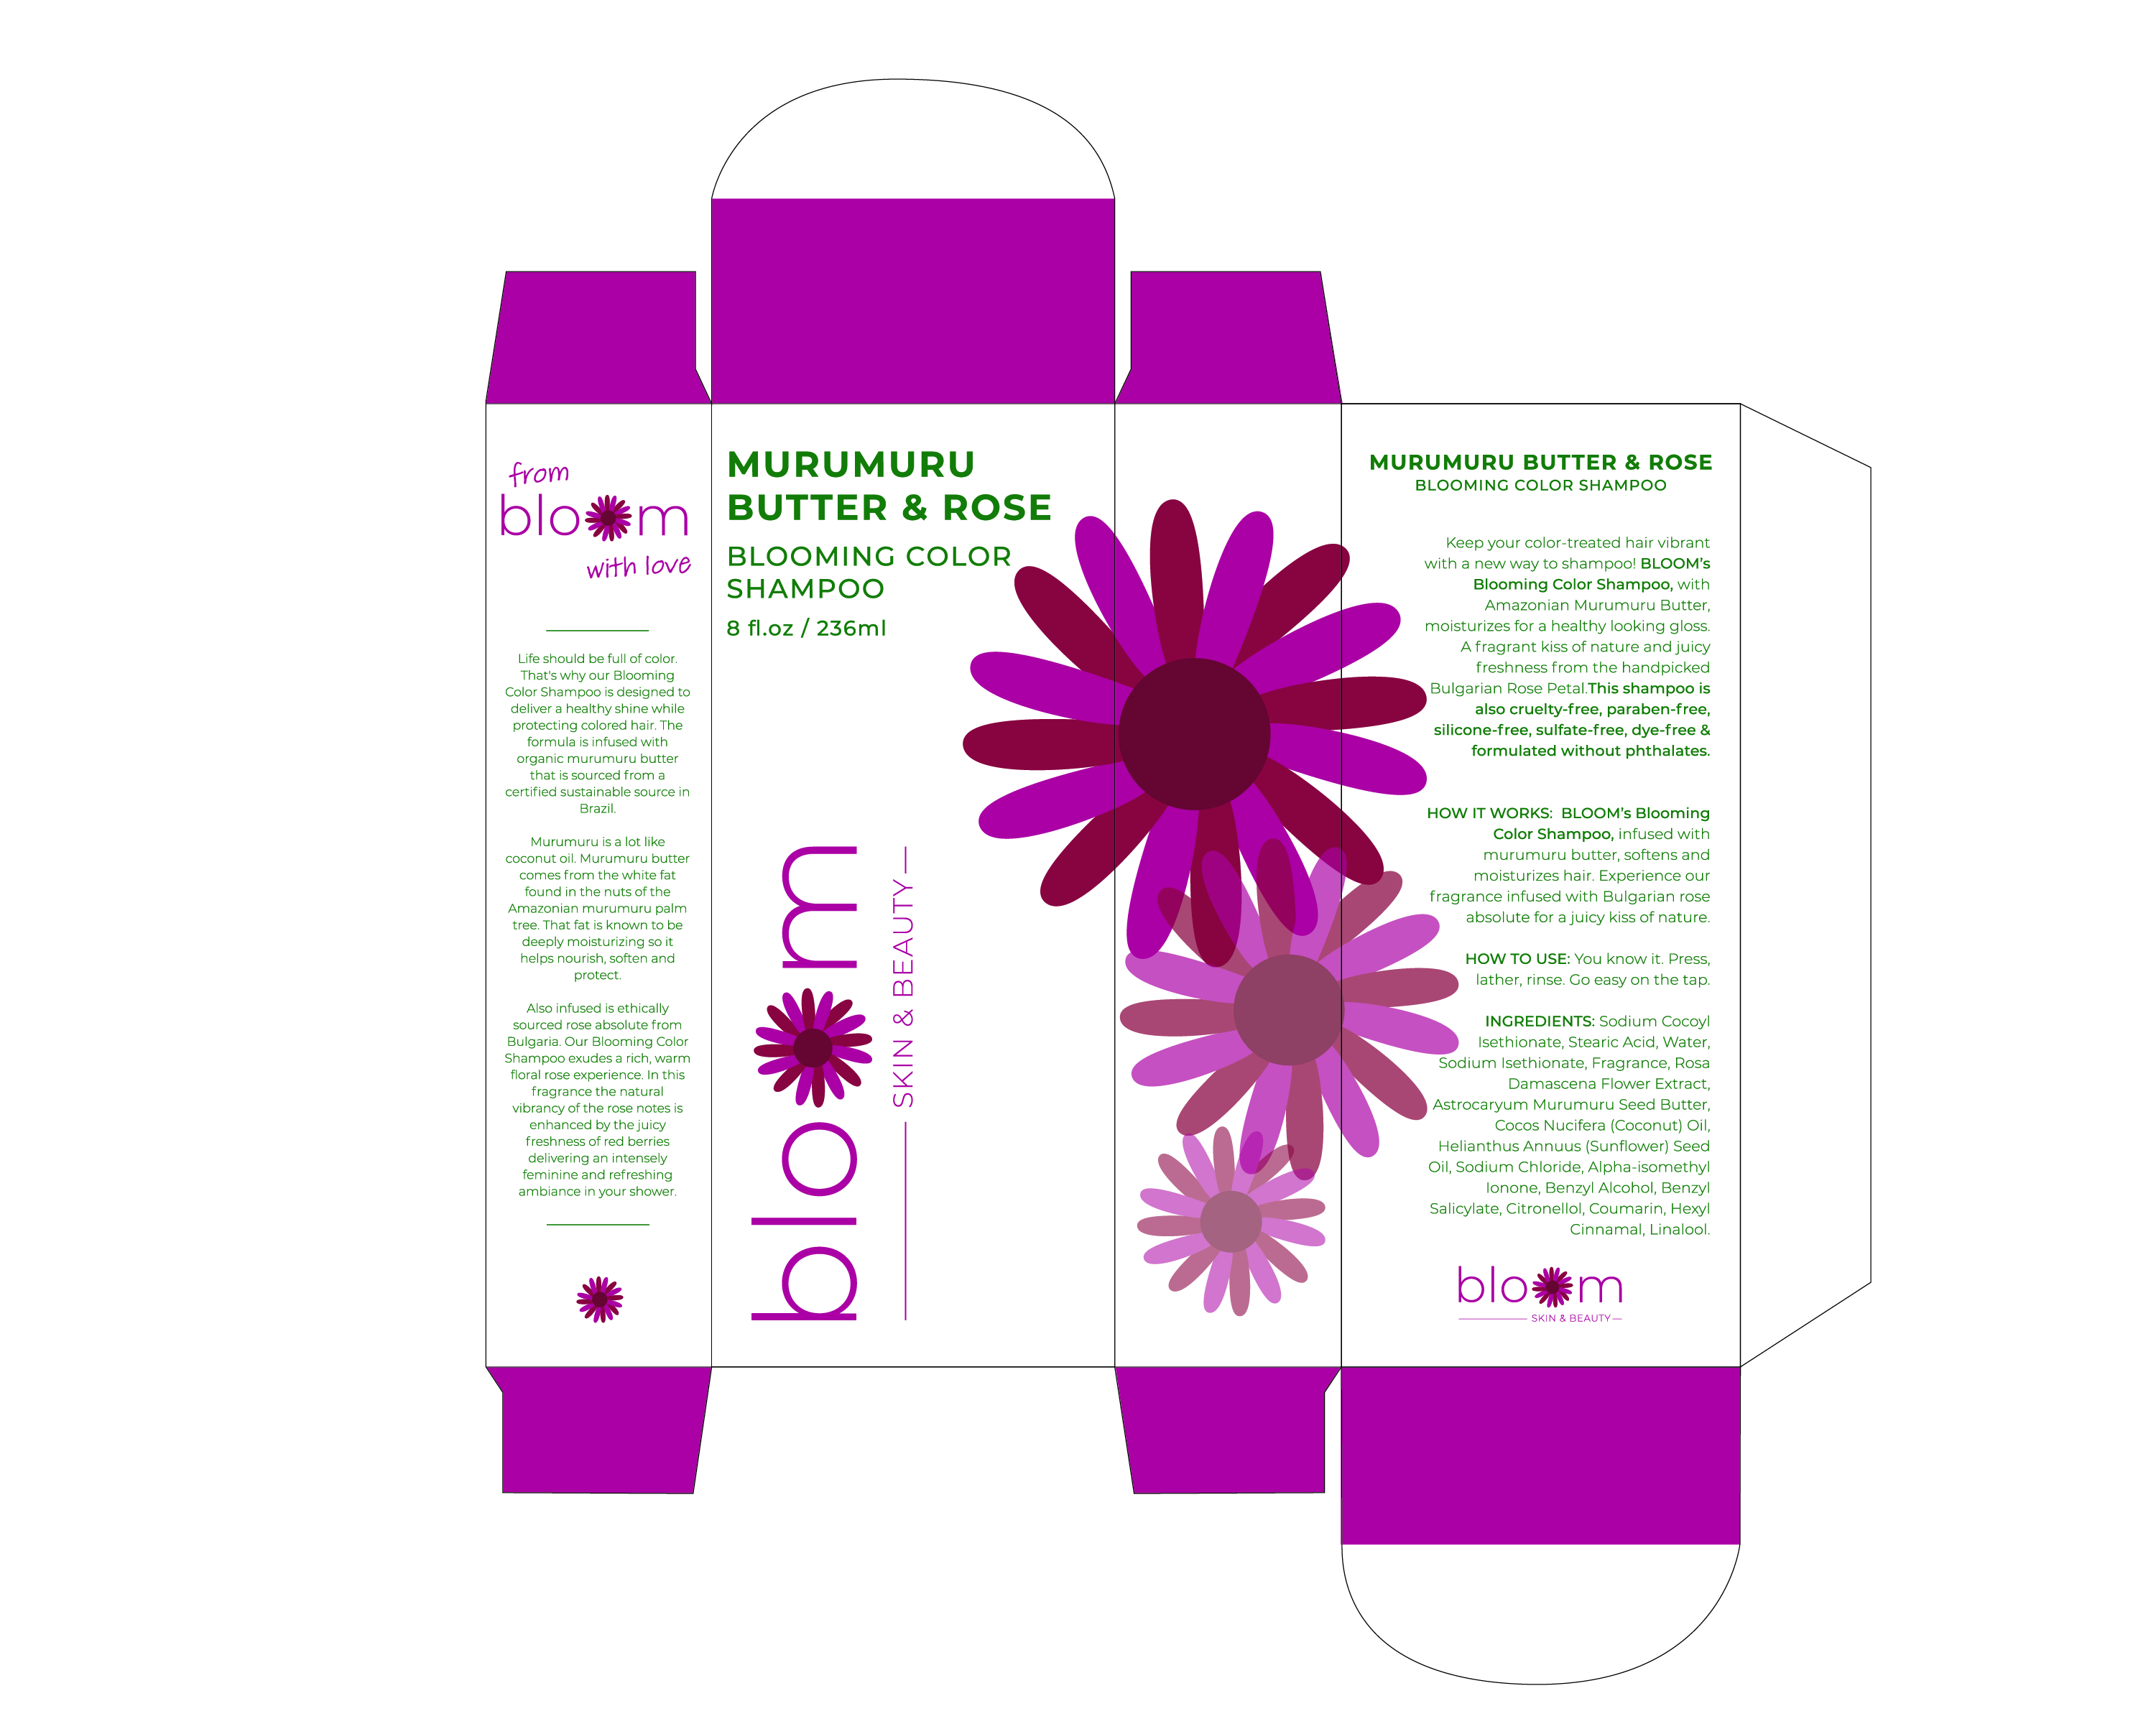 from
bloom
with love
Life should be full of color.
That's why our Blooming
Color Shampoo is designed to
deliver a healthy shine while
protecting colored hair. The
formula is infused with
organic murumuru butter
that is sourced from a
certified sustainable source in
Brazil.
Murumuru is a lot like
coconut oil. Murumuru butter
comes from the white fat
found in the nuts of the
Amazonian murumuru palm
tree. That fat is known to be
deeply moisturizing so it
helps nourish, soften and
protect.
Also infused is ethically
sourced rose absolute from
Bulgaria. Our Blooming Color
Shampoo exudes a rich, warm
floral rose experience. In this
fragrance the natural
vibrancy of the rose notes is
enhanced by the juicy
freshness of red berries
delivering an intensely
feminine and refreshing
ambiance in your shower.
MURUMURU
BUTTER & ROSE
BLOOMING COLOR
SHAMPOO
8 fl.oz / 236ml
bloom
SKIN & BEAUTY
MURUMURU BUTTER & ROSE
BLOOMING COLOR SHAMPOO
Keep your color-treated hair vibrant
with a new way to shampoo! BLOOM’s
Blooming Color Shampoo, with
Amazonian Murumuru Butter,
moisturizes for a healthy looking gloss.
A fragrant kiss of nature and juicy
freshness from the handpicked
Bulgarian Rose Petal.This shampoo is
also cruelty-free, paraben-free,
silicone-free, sulfate-free, dye-free &
formulated without phthalates.
HOW IT WORKS:  BLOOM’s Blooming
Color Shampoo, infused with
murumuru butter, softens and
moisturizes hair. Experience our
fragrance infused with Bulgarian rose
absolute for a juicy kiss of nature.
HOW TO USE: You know it. Press,
lather, rinse. Go easy on the tap.
INGREDIENTS: Sodium Cocoyl
Isethionate, Stearic Acid, Water,
Sodium Isethionate, Fragrance, Rosa
Damascena Flower Extract,
Astrocaryum Murumuru Seed Butter,
Cocos Nucifera (Coconut) Oil,
Helianthus Annuus (Sunflower) Seed
Oil, Sodium Chloride, Alpha-isomethyl
Ionone, Benzyl Alcohol, Benzyl
Salicylate, Citronellol, Coumarin, Hexyl
Cinnamal, Linalool.
bloom
SKIN & BEAUTY